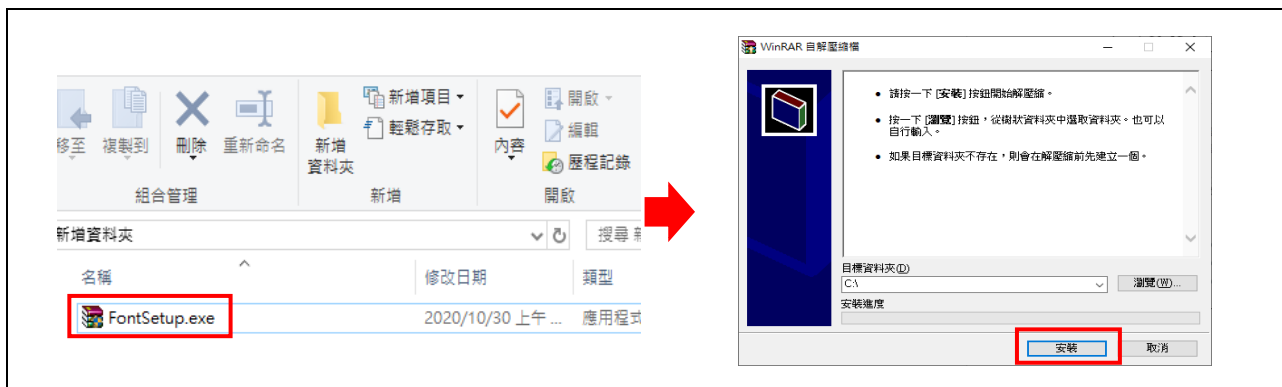 新增項目
輕鬆存取
移至
複製到
刪除
重新命名
新增
資料夾
內容
開啟
編輯
歷程記錄
組合管理
新增
開啟
新增資料夾
搜尋
名稱
修改日期
類型
FontSetup.exe
2020/10/30 上午 ...
應用程式
WinRAR 自解壓縮檔
• 請按一下 [安裝] 按鈕開始解壓縮。
• 按一下 [瀏覽] 按鈕，從樹狀資料夾中選取資料夾。也可以
自行輸入。
• 如果目標資料夾不存在，則會在解壓縮前先建立一個。
目標資料夾(D)
C:\
瀏覽(W)...
安裝進度
安裝
取消